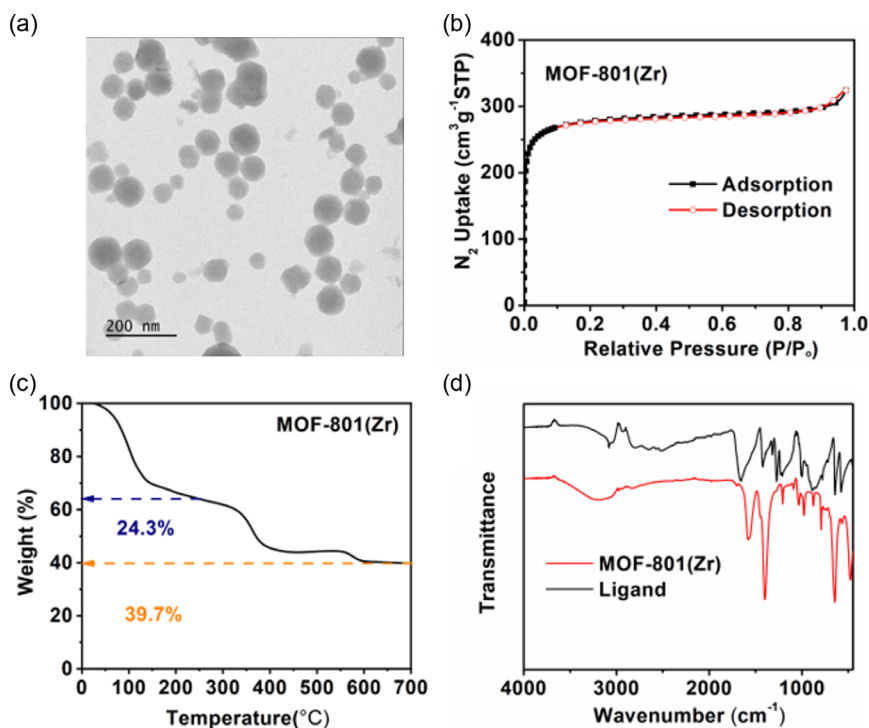 (a)
200 nm
(b)
400
300
200
100
0
MOF-801(Zr)
Adsorption
Desorption
N₂ Uptake (cm³g⁻¹STP)
0.0 0.2 0.4 0.6 0.8 1.0
Relative Pressure (P/Pₒ)
(c)
100
80
60
40
20
0
MOF-801(Zr)
24.3%
39.7%
Weight (%)
0 100 200 300 400 500 600 700
Temperature(°C)
(d)
Transmittance
MOF-801(Zr)
Ligand
4000 3000 2000 1000
Wavenumber (cm⁻¹)